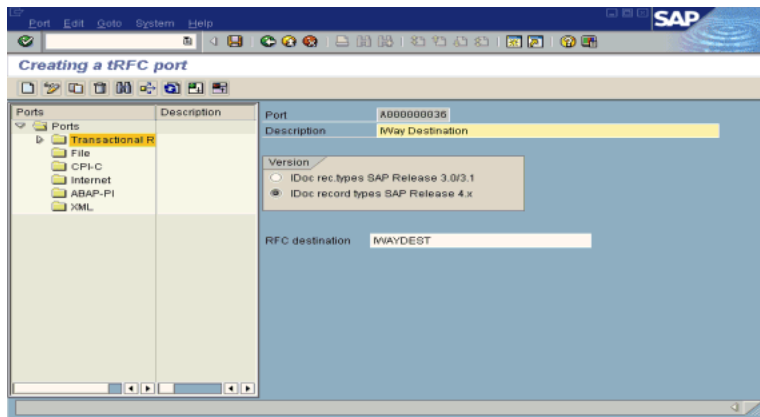 Port Edit Goto System Help
SAP
Creating a tRFC port
Ports Description
Ports
Transactional R
File
CPI-C
Internet
ABAP-PI
XML
Port A000000036
Description IWay Destination
Version
IDoc rec.types SAP Release 3.0/3.1
IDoc record types SAP Release 4.x
RFC destination IWAYDEST